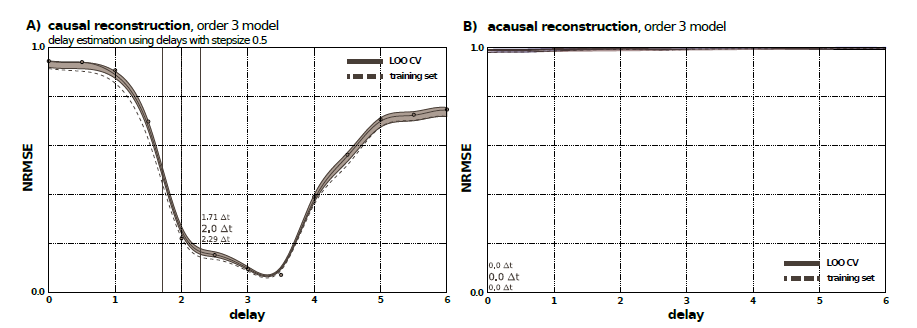 A) causal reconstruction, order 3 model
delay estimation using delays with stepsize 0.5
1.0
LOO CV
training set
NRMSE
1.71 Δt
2.0 Δt
2.29 Δt
0.0
0 1 2 3 4 5 6
delay
B) acausal reconstruction, order 3 model
1.0
NRMSE
0.0 Δt
0.0 Δt
0.0 Δt
LOO CV
training set
0.0
0 1 2 3 4 5 6
delay